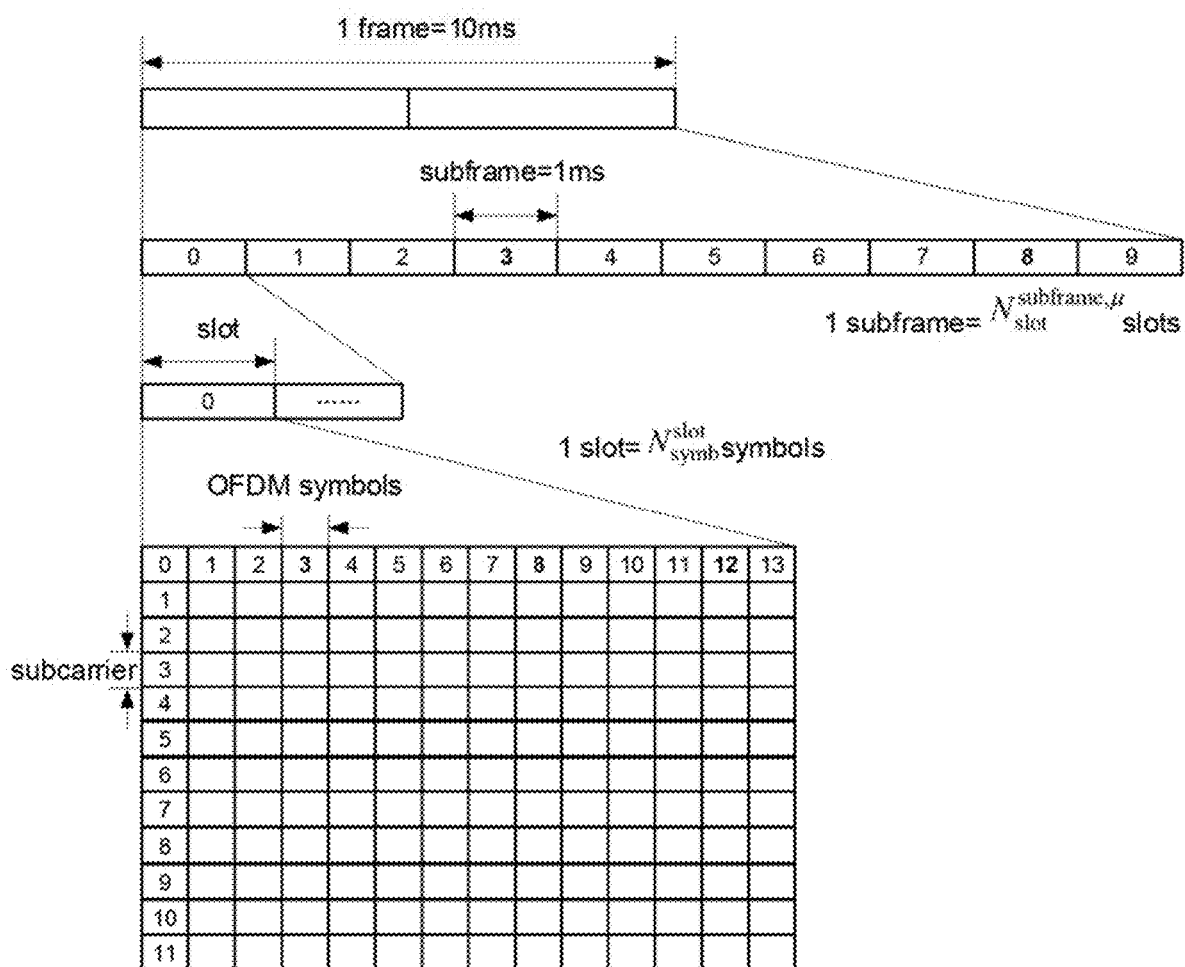 1 frame=10ms
subframe=1ms
0 1 2 3 4 5 6 7 8 9
1 subframe= N_slot^subframe,μ slots
slot
0 ------
1 slot= N_symb^slot symbols
OFDM symbols
0 1 2 3 4 5 6 7 8 9 10 11 12 13
1
2
subcarrier 3
4
5
6
7
8
9
10
11